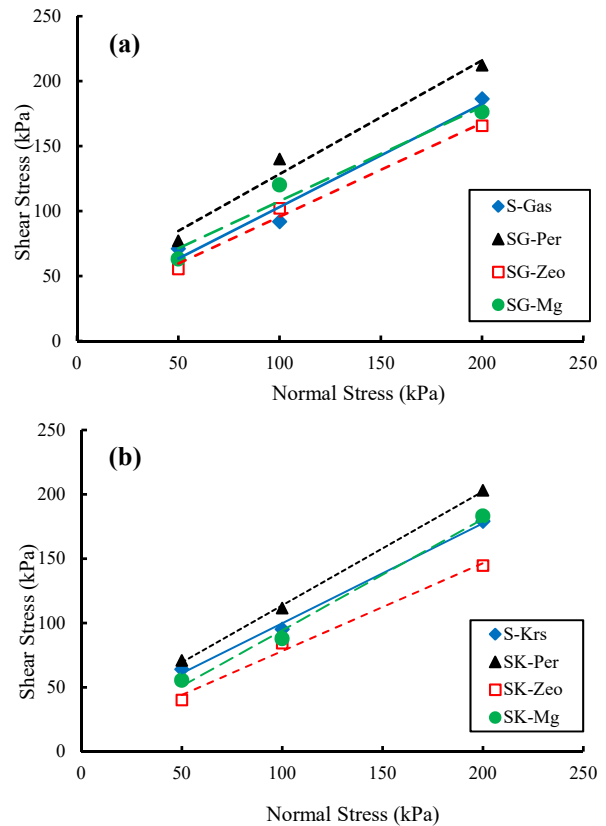 (a)
250
200
150
100
50
0
Shear Stress (kPa)
S-Gas
SG-Per
SG-Zeo
SG-Mg
0 50 100 150 200 250
Normal Stress (kPa)
(b)
250
200
150
100
50
0
Shear Stress (kPa)
S-Krs
SK-Per
SK-Zeo
SK-Mg
0 50 100 150 200 250
Normal Stress (kPa)